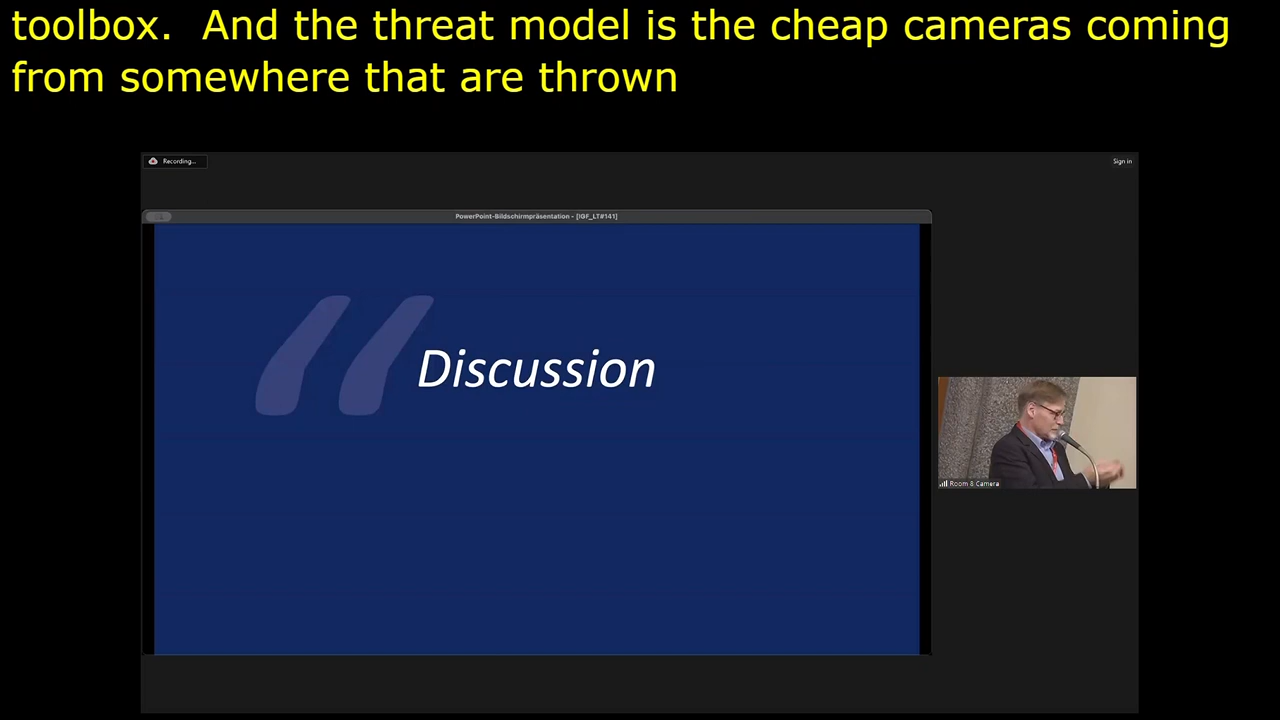 toolbox.  And the threat model is the cheap cameras coming
from somewhere that are thrown
Recording...
Sign in
PowerPoint-Bildschirmpräsentation - [IGF_LT#141]
“
Discussion
Room 8 Camera